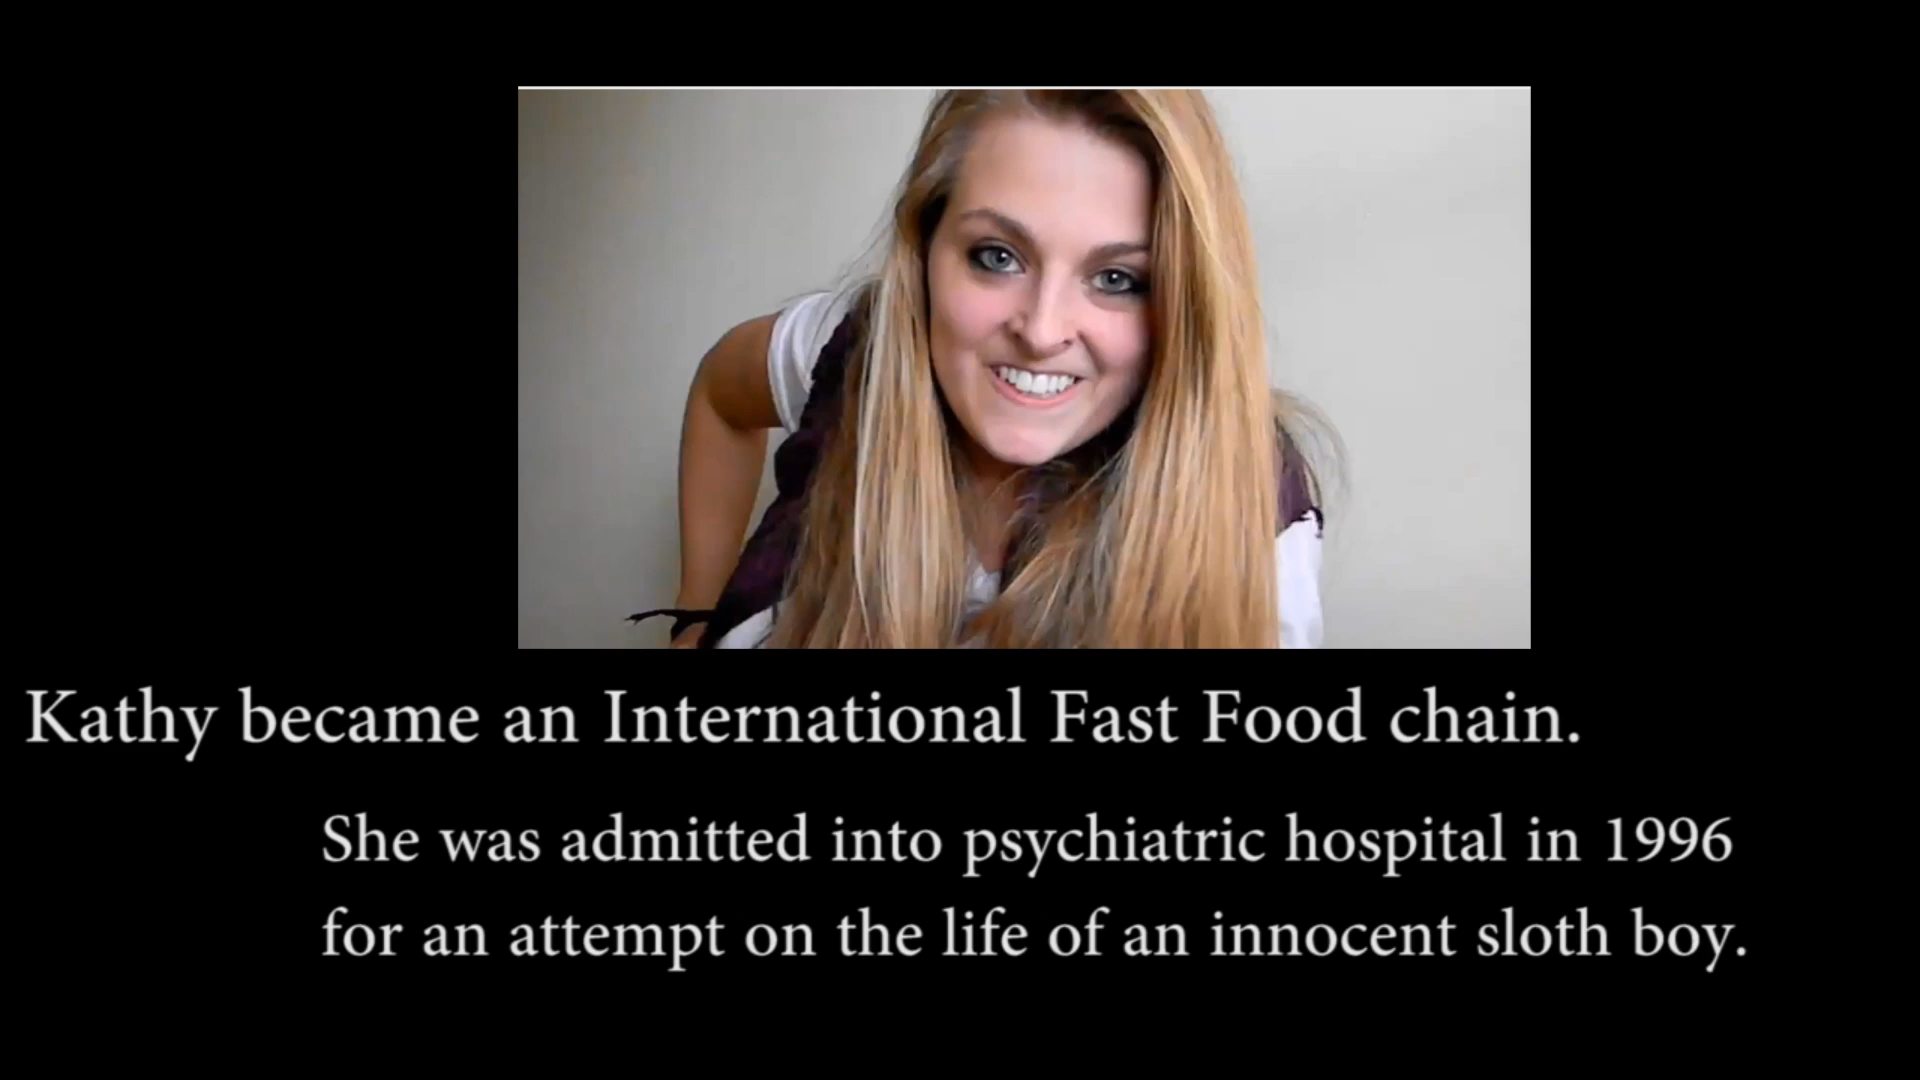 Kathy became an International Fast Food chain.
She was admitted into psychiatric hospital in 1996
for an attempt on the life of an innocent sloth boy.